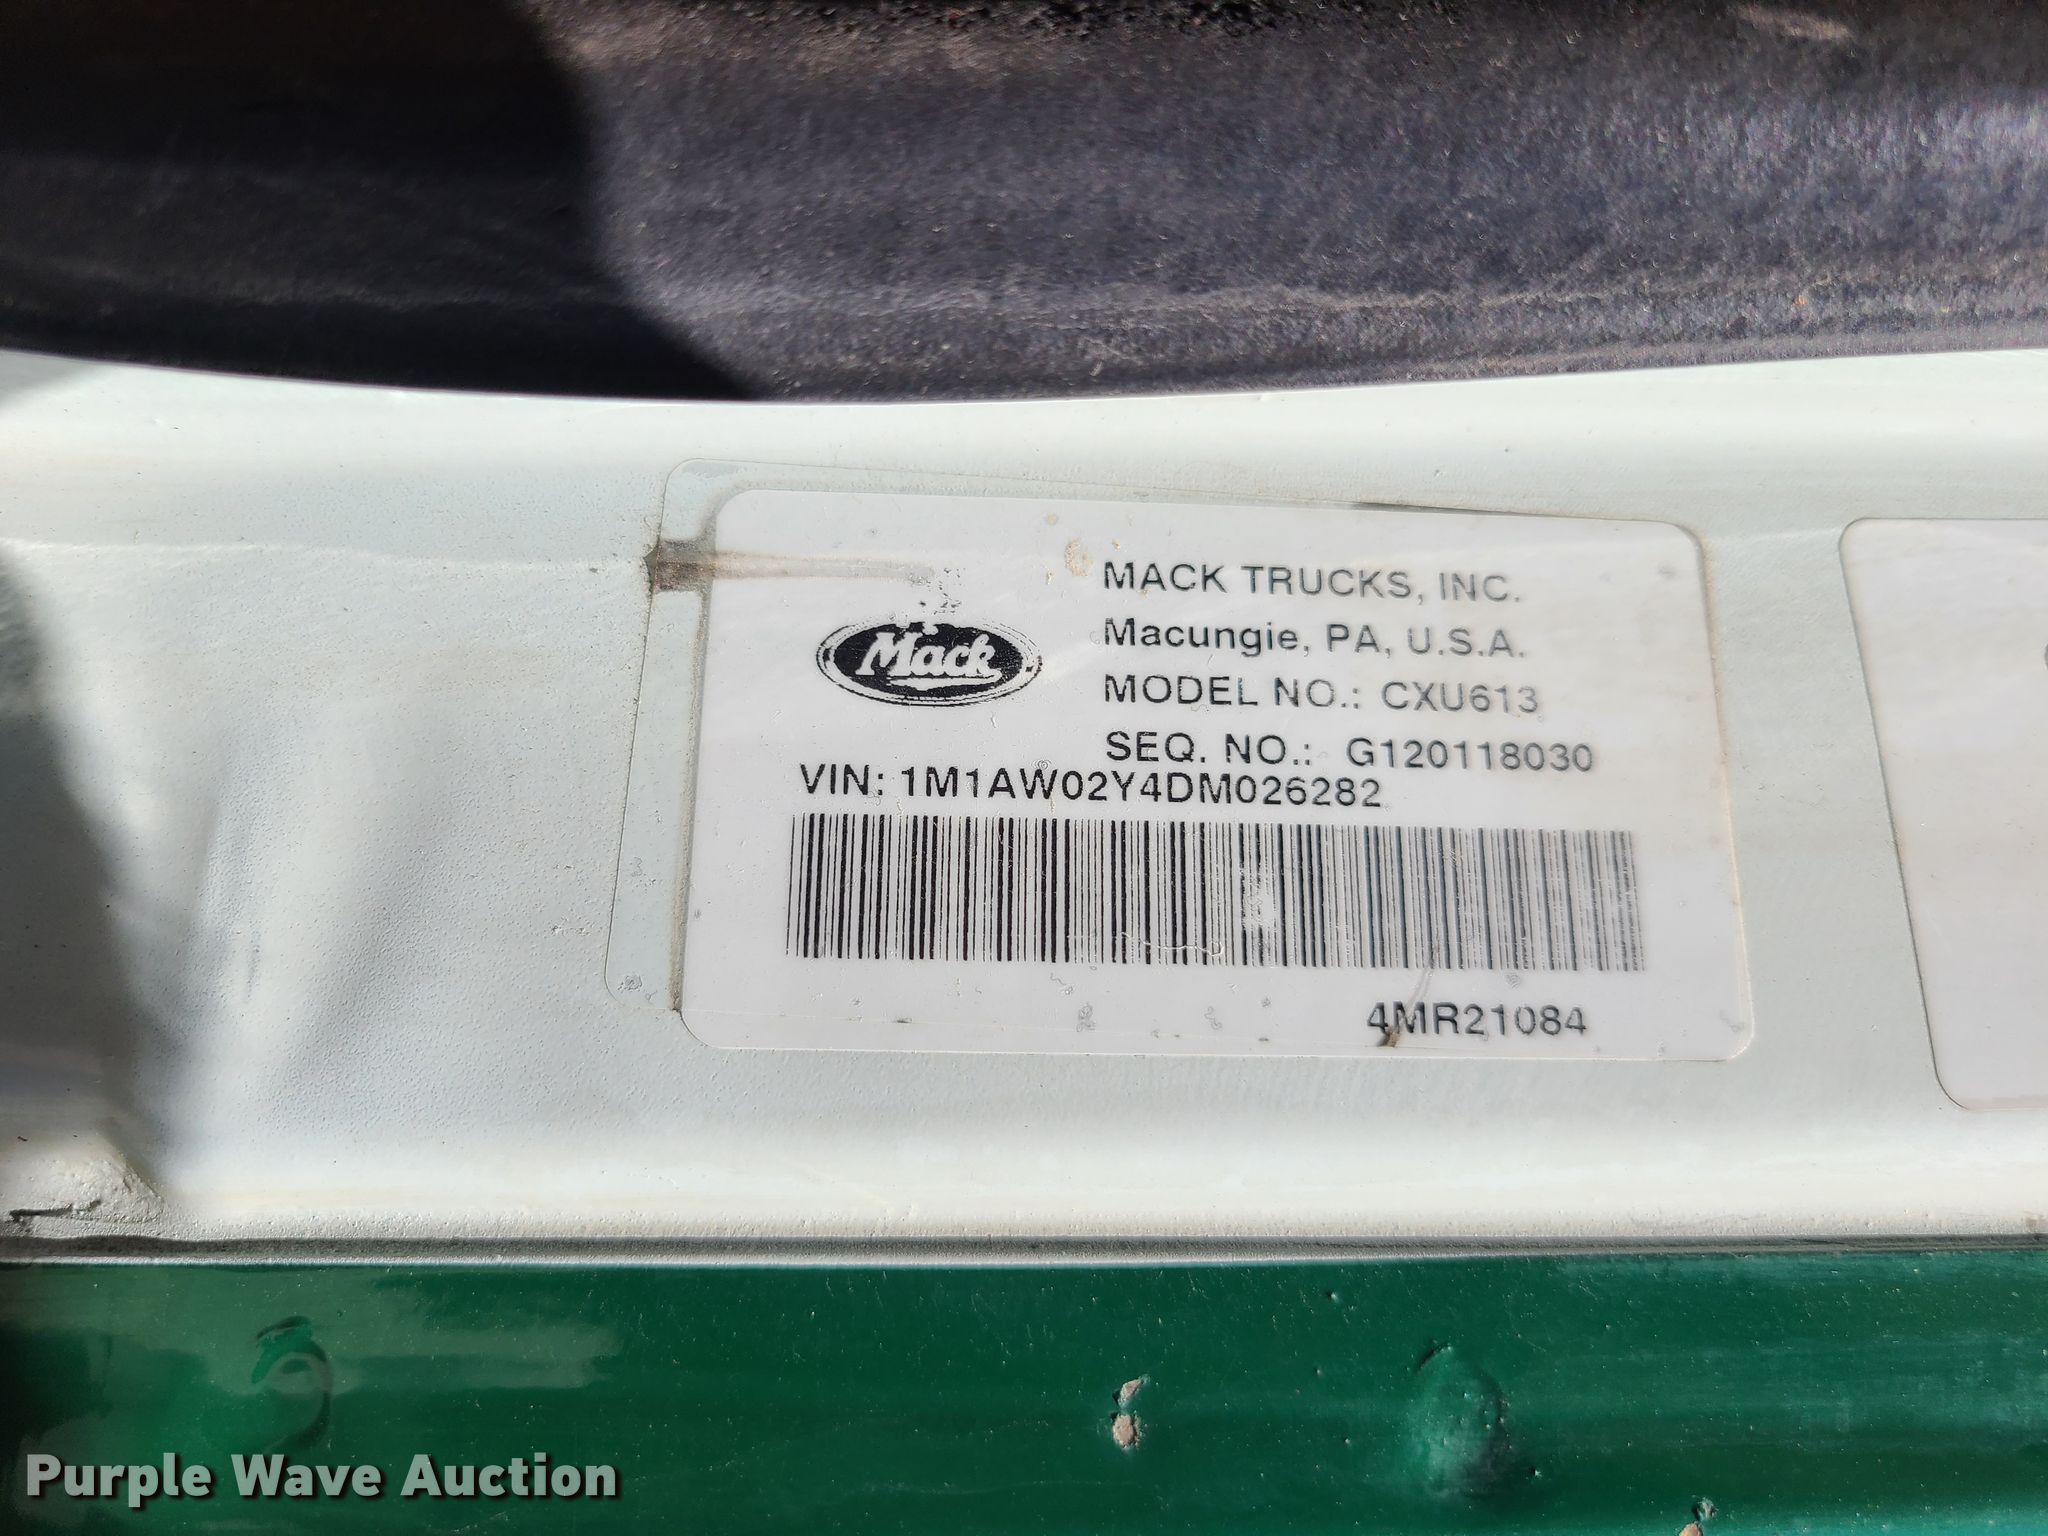 MACK TRUCKS, INC.
Macungie, PA, U.S.A.
Mack
MODEL NO.: CXU613
SEQ. NO.: G120118030
VIN: 1M1AW02Y4DM026282
4MR21084
Purple Wave Auction